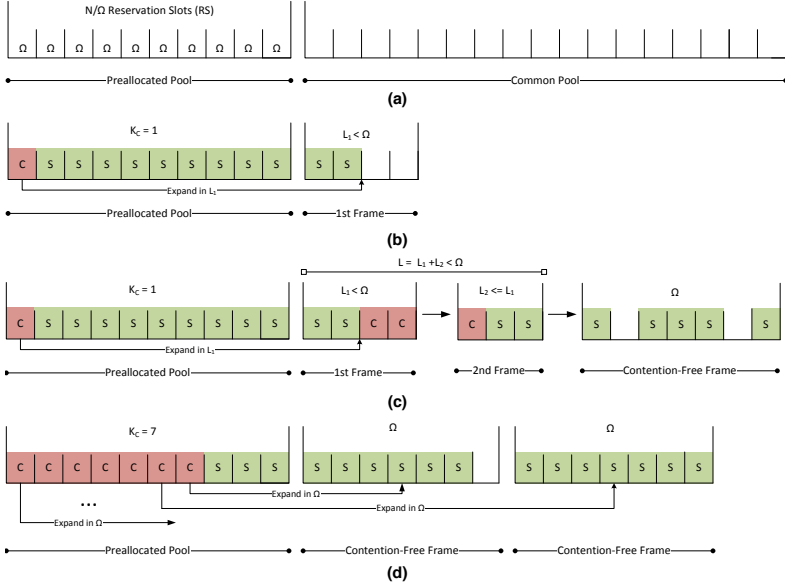 N/Ω Reservation Slots (RS)
Ω Ω Ω Ω Ω Ω Ω Ω Ω Ω
Preallocated Pool Common Pool
(a)
K_C = 1 L₁ < Ω
C S S S S S S S S S S S
Expand in L₁
Preallocated Pool 1st Frame
(b)
L = L₁ +L₂ < Ω
K_C = 1 L₁ < Ω L₂ <= L₁ Ω
C S S S S S S S S S S S C C C S S S S S S S
Expand in L₁
Preallocated Pool 1st Frame 2nd Frame Contention-Free Frame
(c)
K_C = 7 Ω Ω
C C C C C C C S S S S S S S S S S S S S S S S
Expand in Ω
... Expand in Ω
Expand in Ω
Preallocated Pool Contention-Free Frame Contention-Free Frame
(d)